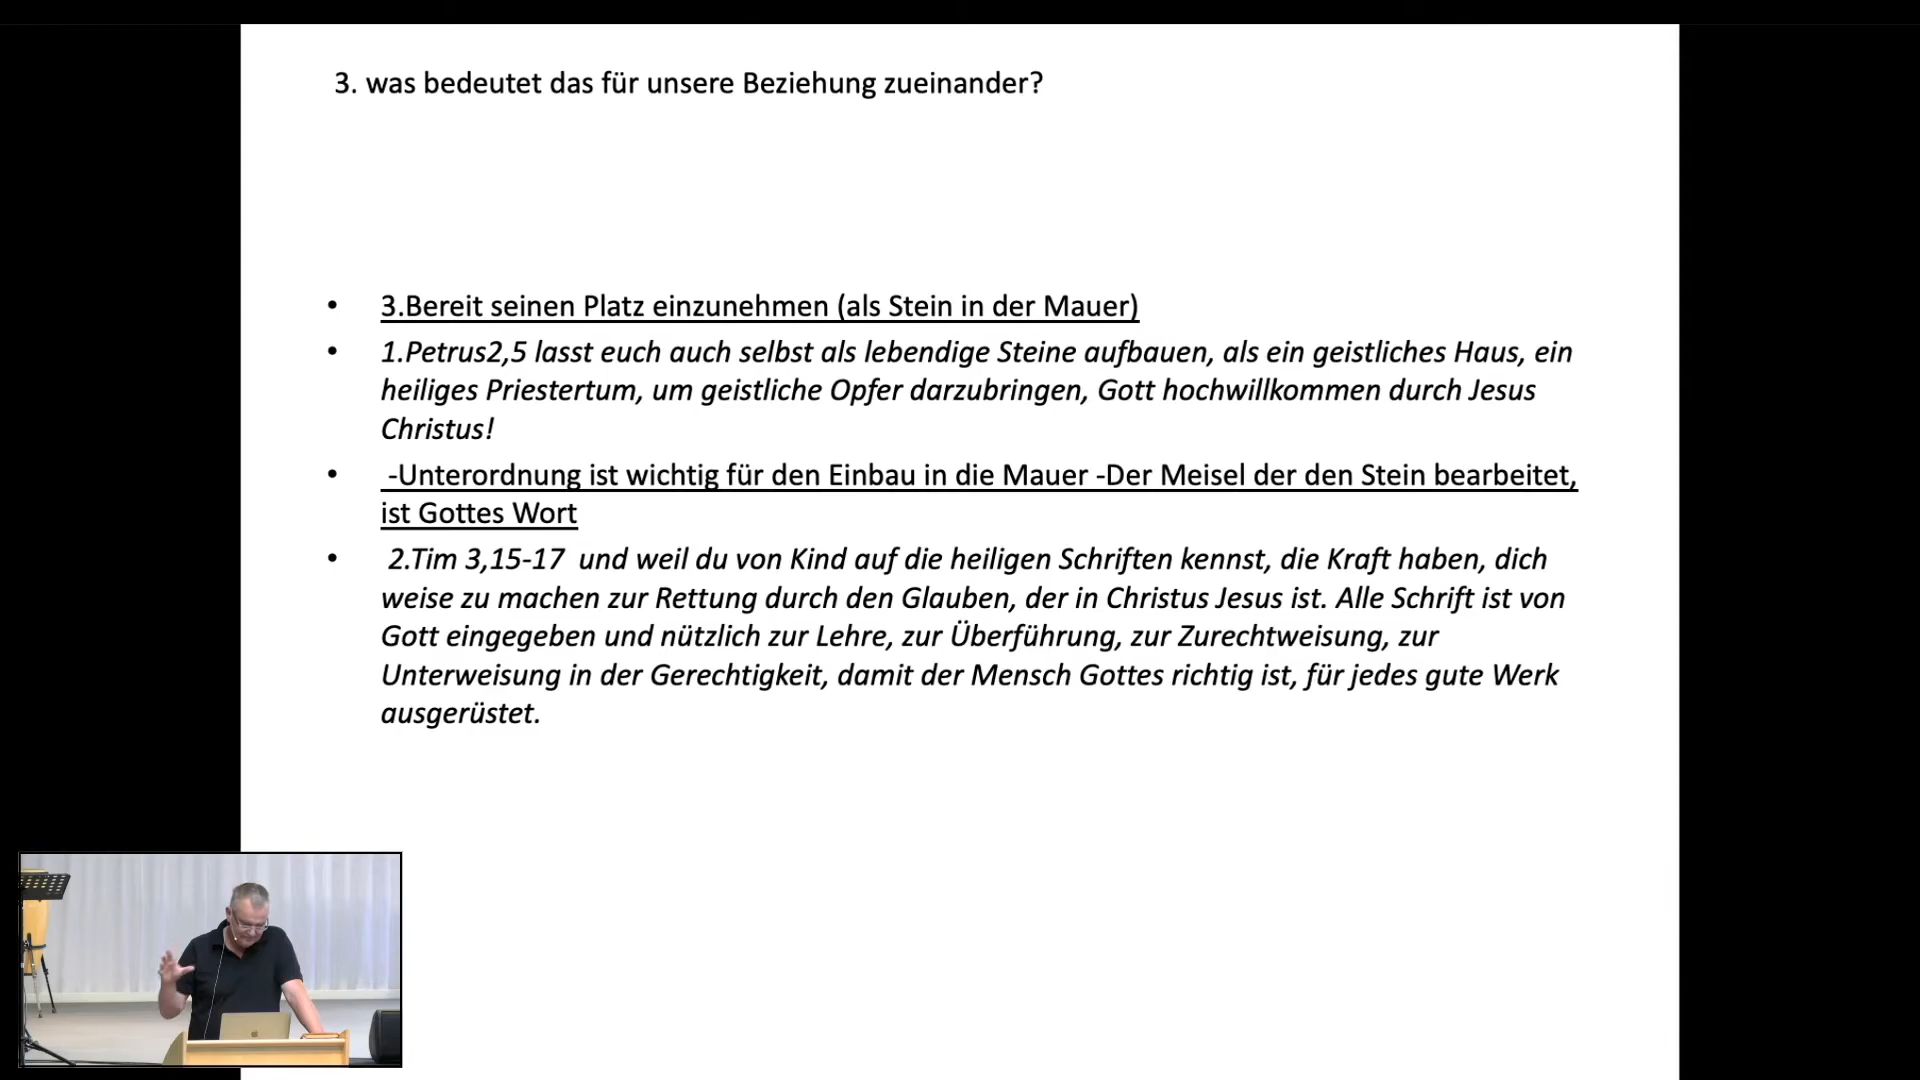 3. was bedeutet das für unsere Beziehung zueinander?
• 3.Bereit seinen Platz einzunehmen (als Stein in der Mauer)
• 1.Petrus2,5 lasst euch auch selbst als lebendige Steine aufbauen, als ein geistliches Haus, ein
heiliges Priestertum, um geistliche Opfer darzubringen, Gott hochwillkommen durch Jesus
Christus!
• -Unterordnung ist wichtig für den Einbau in die Mauer -Der Meisel der den Stein bearbeitet,
ist Gottes Wort
• 2.Tim 3,15-17 und weil du von Kind auf die heiligen Schriften kennst, die Kraft haben, dich
weise zu machen zur Rettung durch den Glauben, der in Christus Jesus ist. Alle Schrift ist von
Gott eingegeben und nützlich zur Lehre, zur Überführung, zur Zurechtweisung, zur
Unterweisung in der Gerechtigkeit, damit der Mensch Gottes richtig ist, für jedes gute Werk
ausgerüstet.